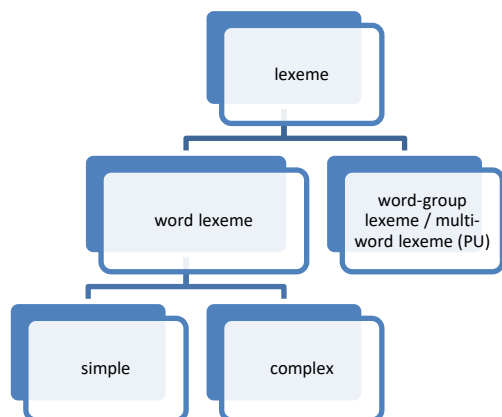 lexeme
word lexeme
word-group
lexeme / multi-
word lexeme (PU)
simple
complex